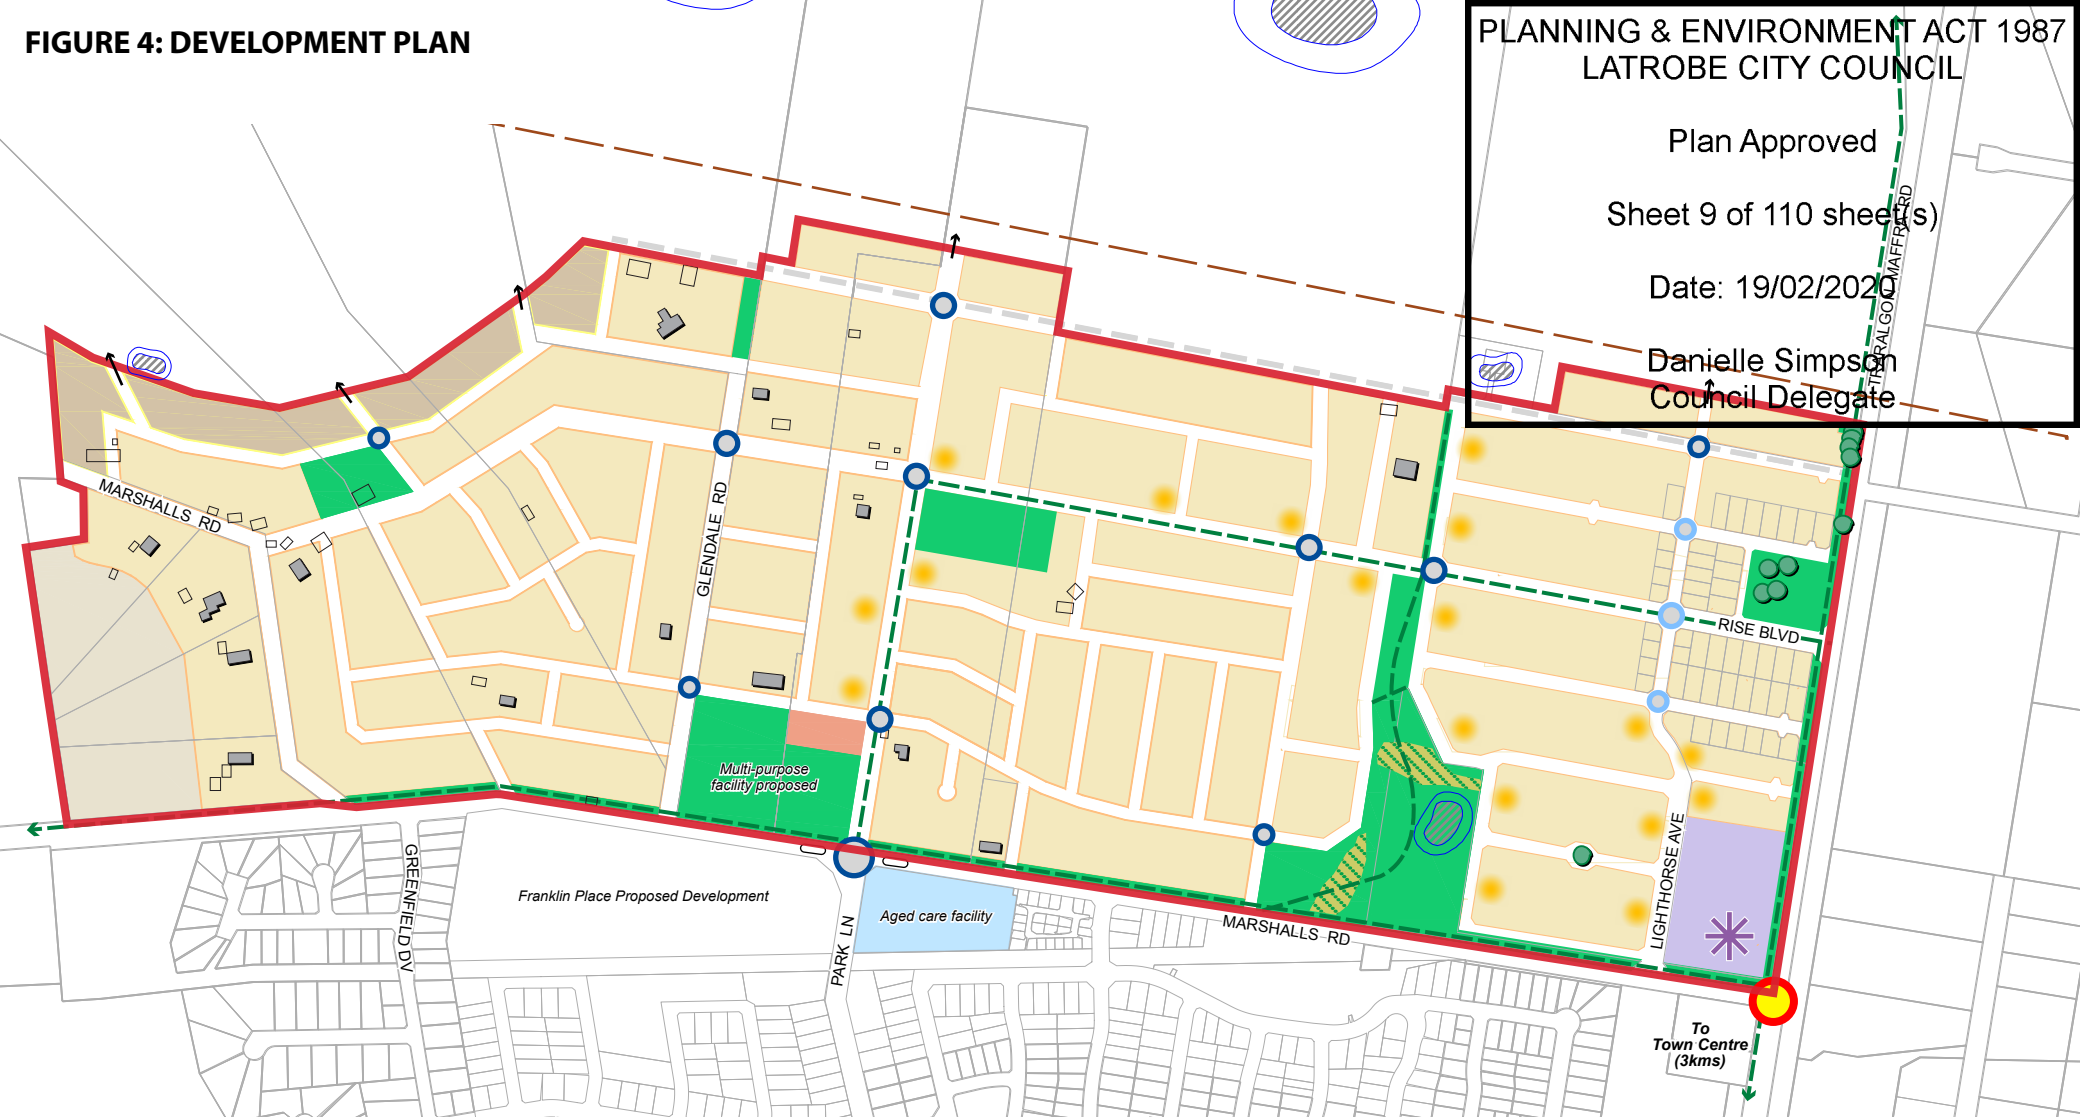 FIGURE 4: DEVELOPMENT PLAN
PLANNING & ENVIRONMENT ACT 1987
LATROBE CITY COUNCIL
Plan Approved
Sheet 9 of 110 sheet(s)
Date: 19/02/2020
Danielle Simpson
Council Delegate
TRARALGON MAFFRA RD
MARSHALLS RD
GLENDALE RD
RISE BLVD
Multi-purpose
facility proposed
LIGHTHORSE AVE
GREENFIELD DV
Franklin Place Proposed Development
Aged care facility
PARK LN
MARSHALLS RD
To
Town Centre
(3kms)